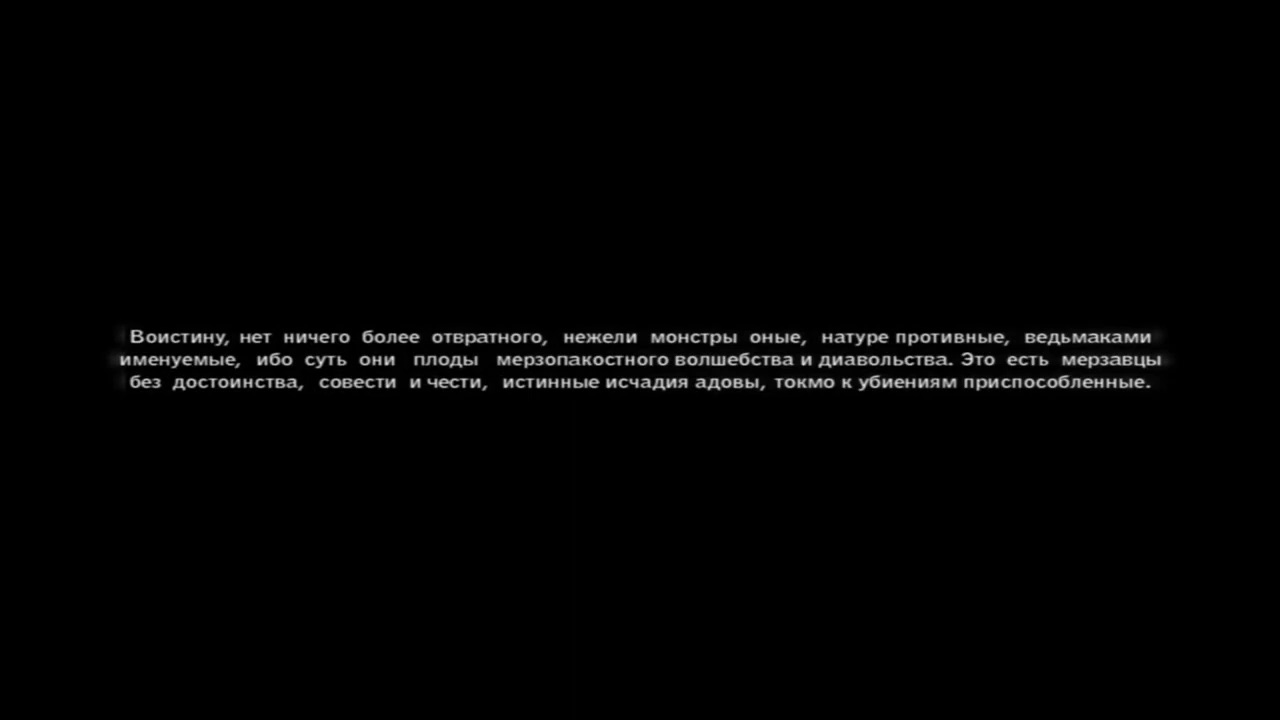 Воистину, нет ничего более отвратного, нежели монстры оные, натуре противные, ведьмаками
именуемые, ибо суть они плоды мерзопакостного волшебства и диавольства. Это есть мерзавцы
без достоинства, совести и чести, истинные исчадия адовы, токмо к убиениям приспособленные.